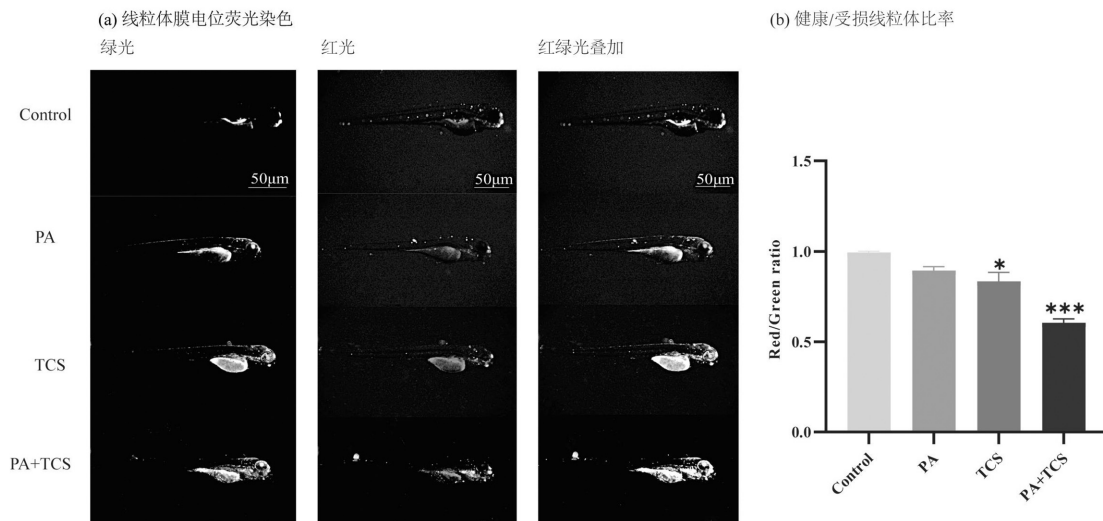 (a) 线粒体膜电位荧光染色
绿光
红光
红绿光叠加
Control
50μm
50μm
50μm
PA
TCS
PA+TCS
(b) 健康/受损线粒体比率
Red/Green ratio
1.5
1.0
0.5
0.0
*
***
Control
PA
TCS
PA+TCS